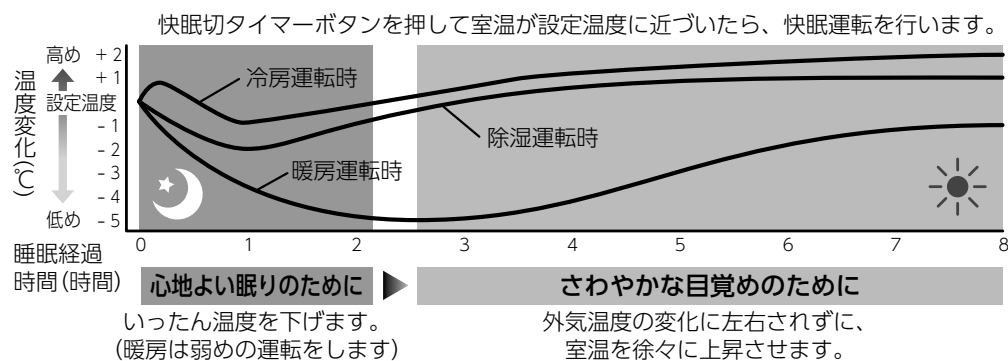 快眠切タイマーボタンを押して室温が設定温度に近づいたら、快眠運転を行います。
温度変化(℃)
高め
低め
+2
+1
設定温度
-1
-2
-3
-4
-5
冷房運転時
除湿運転時
暖房運転時
睡眠経過
時間(時間)
0 1 2 3 4 5 6 7 8
心地よい眠りのために
いったん温度を下げます。
(暖房は弱めの運転をします)
さわやかな目覚めのために
外気温度の変化に左右されずに、
室温を徐々に上昇させます。